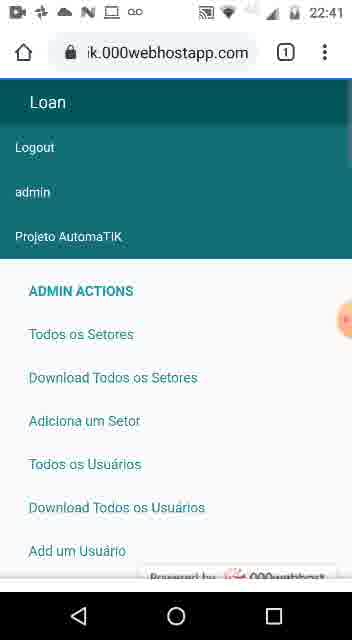 22:41
ik.000webhostapp.com
1
Loan
Logout
admin
Projeto AutomaTIK
ADMIN ACTIONS
Todos os Setores
Download Todos os Setores
Adiciona um Setor
Todos os Usuários
Download Todos os Usuários
Add um Usuário
Powered by 000webhost